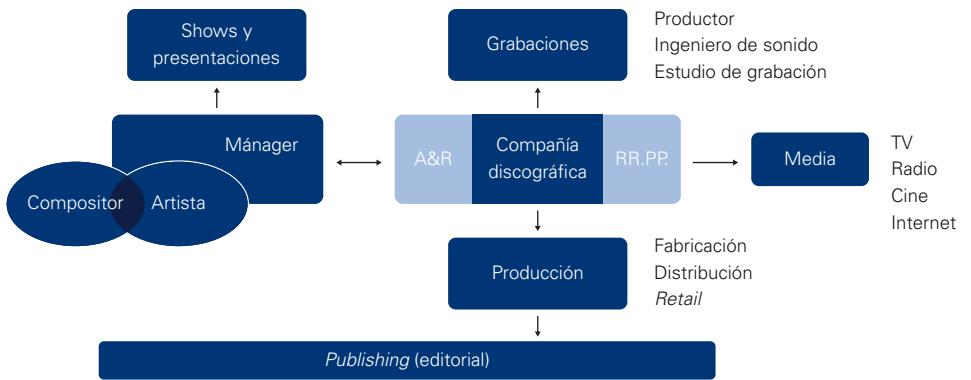 Shows y
presentaciones
Grabaciones
Productor
Ingeniero de sonido
Estudio de grabación
Mánager
Compositor
Artista
A&R
Compañía
discográfica
RR.PP.
Media
TV
Radio
Cine
Internet
Producción
Fabricación
Distribución
Retail
Publishing (editorial)